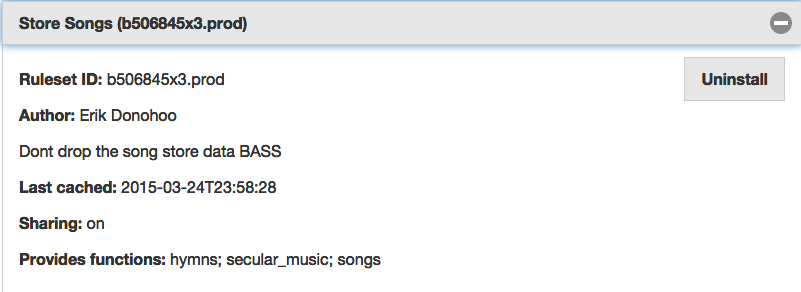 Store Songs (b506845x3.prod)
Ruleset ID: b506845x3.prod
Uninstall
Author: Erik Donohoo
Dont drop the song store data BASS
Last cached: 2015-03-24T23:58:28
Sharing: on
Provides functions: hymns; secular_music; songs